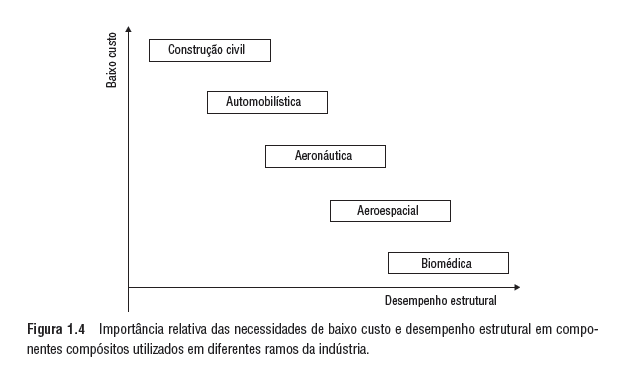 Baixo custo
Construção civil
Automobilística
Aeronáutica
Aeroespacial
Biomédica
Desempenho estrutural
Figura 1.4 Importância relativa das necessidades de baixo custo e desempenho estrutural em compo-
nentes compósitos utilizados em diferentes ramos da indústria.